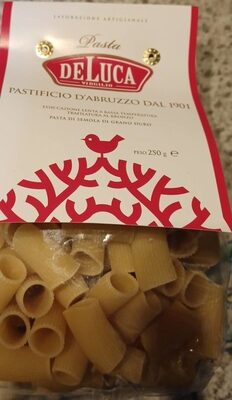 LAVORAZIONE ARTIGIANALE
Pasta
DELUCA
VIRGILIO
PASTIFICIO D'ABRUZZO DAL 1901
ESSICCAZIONE LENTA A BASSA TEMPERATURA
TRAFILATURA AL BRONZO
PASTA DI SEMOLA DI GRANO DURO
PESO 250 g ℮